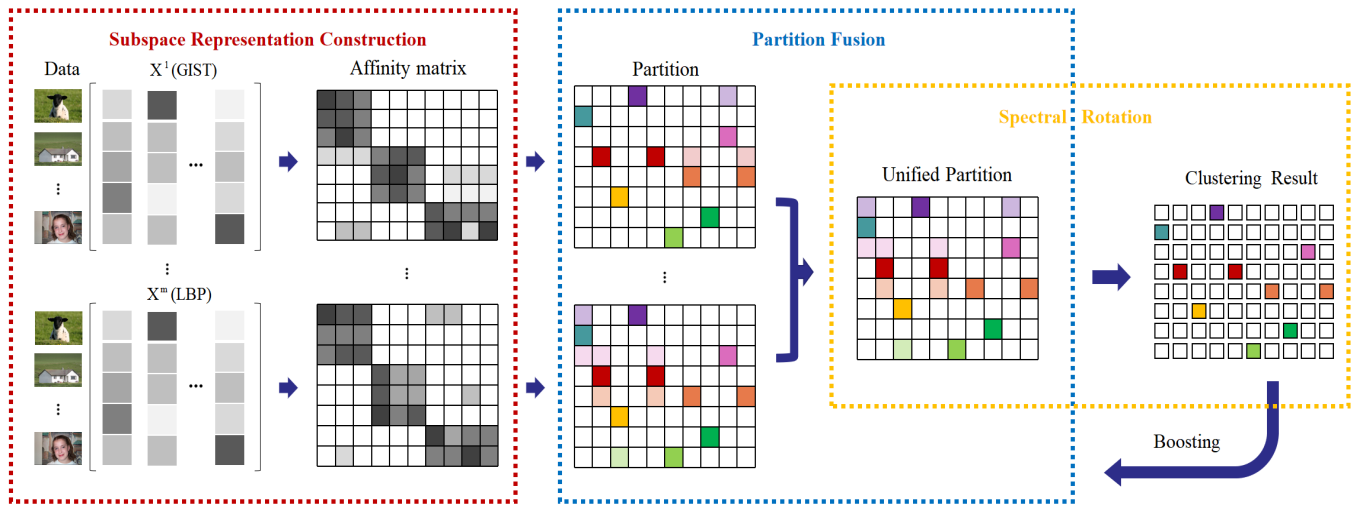 Subspace Representation Construction
Data
X¹(GIST)
Affinity matrix
...
...
...
Xᵐ(LBP)
...
...
...
Partition Fusion
Partition
...
Unified Partition
Spectral Rotation
Clustering Result
Boosting